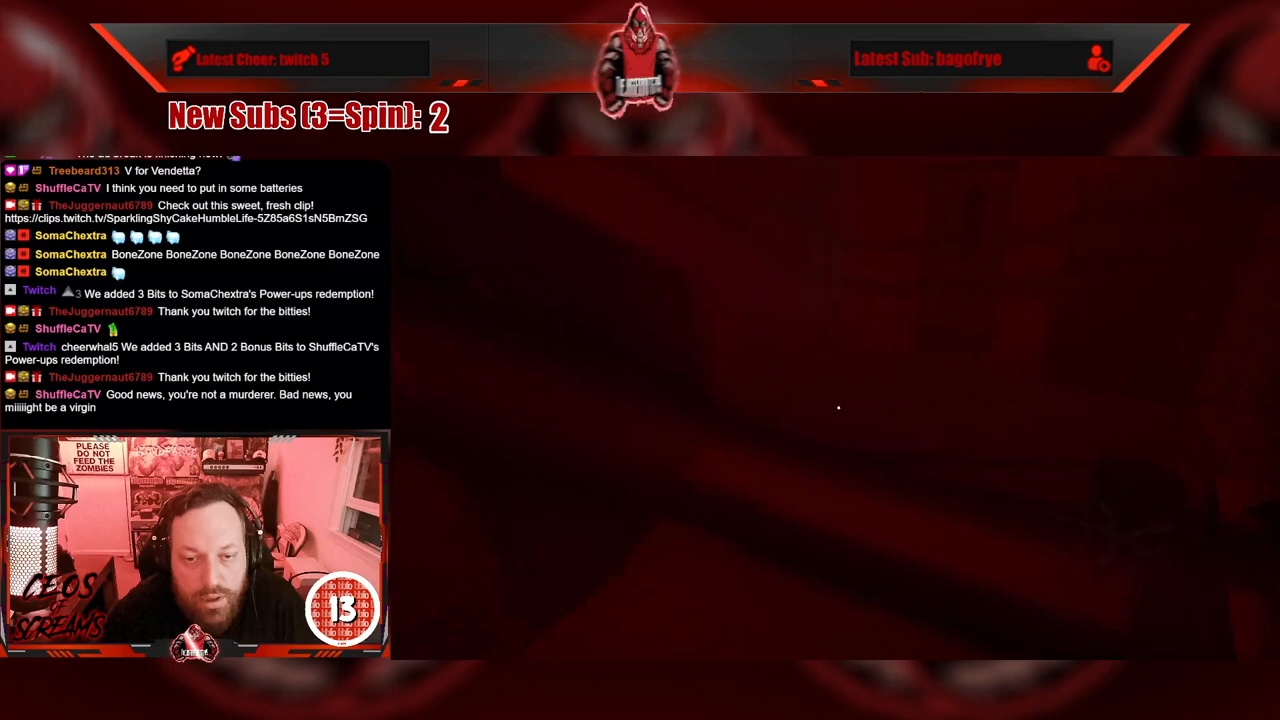 Latest Cheer: twitch 5
Latest Sub: bagofrye
New Subs (3=Spin): 2
Treebeard313 V for Vendetta?
ShuffleCaTV I think you need to put in some batteries
TheJuggernaut6789 Check out this sweet, fresh clip!
https://clips.twitch.tv/SparklingShyCakeHumbleLife-5Z85a6S1sN5BmZSG
SomaChextra
SomaChextra BoneZone BoneZone BoneZone BoneZone BoneZone
SomaChextra
Twitch 3 We added 3 Bits to SomaChextra's Power-ups redemption!
TheJuggernaut6789 Thank you twitch for the bitties!
ShuffleCaTV
Twitch cheerwhal5 We added 3 Bits AND 2 Bonus Bits to ShuffleCaTV's
Power-ups redemption!
TheJuggernaut6789 Thank you twitch for the bitties!
ShuffleCaTV Good news, you're not a murderer. Bad news, you
miiiiight be a virgin
PLEASE
DO NOT
FEED THE
ZOMBIES
CEOS
OF
SCREAMS
13